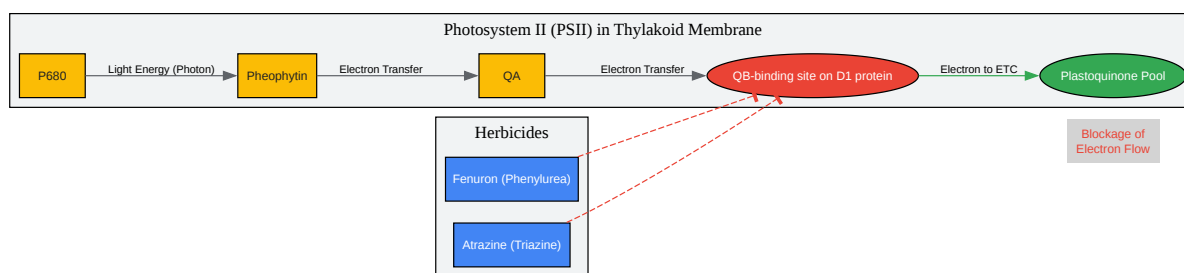 Photosystem II (PSII) in Thylakoid Membrane
P680
Light Energy (Photon)
Pheophytin
Electron Transfer
QA
Electron Transfer
QB-binding site on D1 protein
Electron to ETC
Plastoquinone Pool
Herbicides
Fenuron (Phenylurea)
Atrazine (Triazine)
Blockage of
Electron Flow